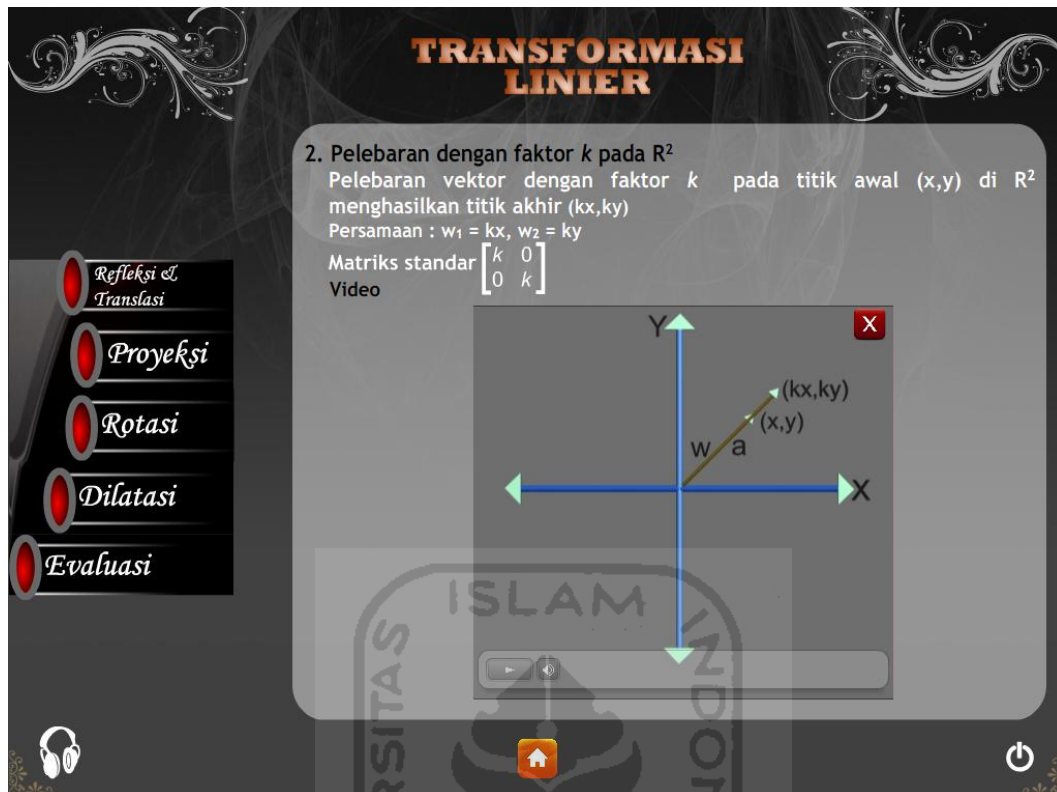 TRANSFORMASI
LINIER
2. Pelebaran dengan faktor k pada R²
Pelebaran vektor dengan faktor k pada titik awal (x,y) di R²
menghasilkan titik akhir (kx,ky)
Persamaan : w₁ = kx, w₂ = ky
Matriks standar [k 0
0 k]
Video
Refleksi &
Translasi
Proyeksi
Rotasi
Dilatasi
Evaluasi
X
Y
(kx,ky)
(x,y)
w a
X
ISLAM